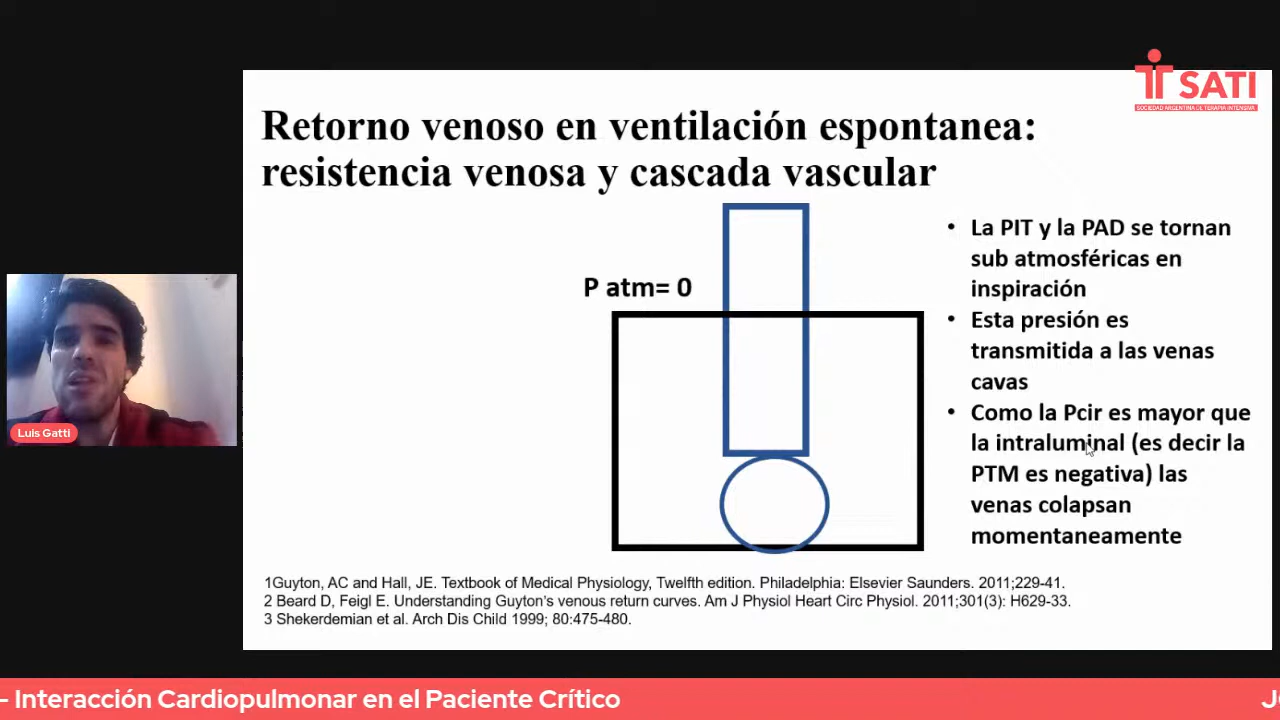 SATI
SOCIEDAD ARGENTINA DE TERAPIA INTENSIVA
Retorno venoso en ventilación espontanea:
resistencia venosa y cascada vascular
P atm= 0
• La PIT y la PAD se tornan
sub atmosféricas en
inspiración
• Esta presión es
transmitida a las venas
cavas
• Como la Pcir es mayor que
la intraluminal (es decir la
PTM es negativa) las
venas colapsan
momentaneamente
Luis Gatti
1Guyton, AC and Hall, JE. Textbook of Medical Physiology, Twelfth edition. Philadelphia: Elsevier Saunders. 2011;229-41.
2 Beard D, Feigl E. Understanding Guyton's venous return curves. Am J Physiol Heart Circ Physiol. 2011;301(3): H629-33.
3 Shekerdemian et al. Arch Dis Child 1999; 80:475-480.
- Interacción Cardiopulmonar en el Paciente Crítico